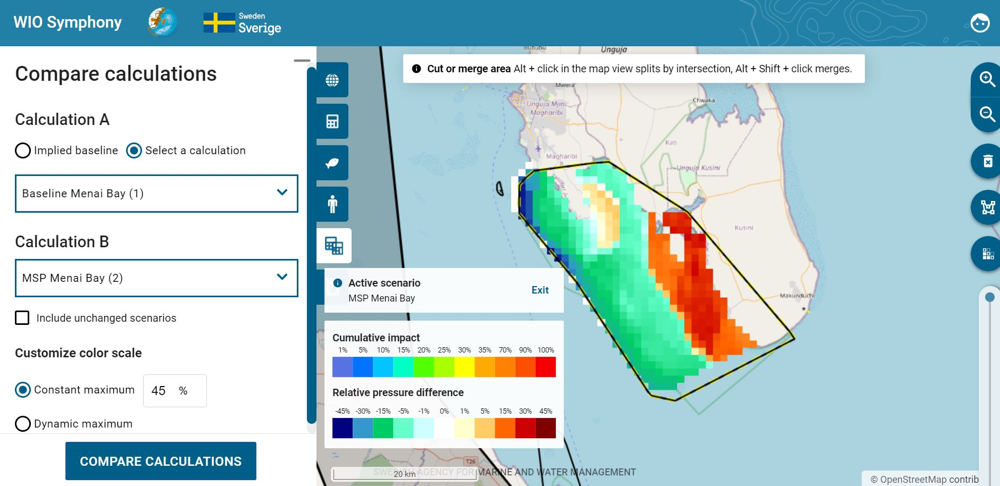 WIO Symphony
Sweden
Sverige
Compare calculations
Calculation A
Implied baseline
Select a calculation
Baseline Menai Bay (1)
Calculation B
MSP Menai Bay (2)
Include unchanged scenarios
Customize color scale
Constant maximum
45 %
Dynamic maximum
COMPARE CALCULATIONS
Bububu
Unguja
Cut or merge area Alt + click in the map view splits by intersection, Alt + Shift + click merges.
Mwera
Chwaka
Unguja Mjini
Magharibi
Kati
Magharibi
Unguja Kusini
Kusini
Makunduchi
Active scenario
MSP Menai Bay
Exit
Cumulative impact
1% 5% 10% 15% 20% 25% 30% 35% 70% 90% 100%
Relative pressure difference
-45% -30% -15% -5% -1% 0% 1% 5% 15% 30% 45%
T26
20 km
SWEDISH AGENCY FOR MARINE AND WATER MANAGEMENT
© OpenStreetMap contrib